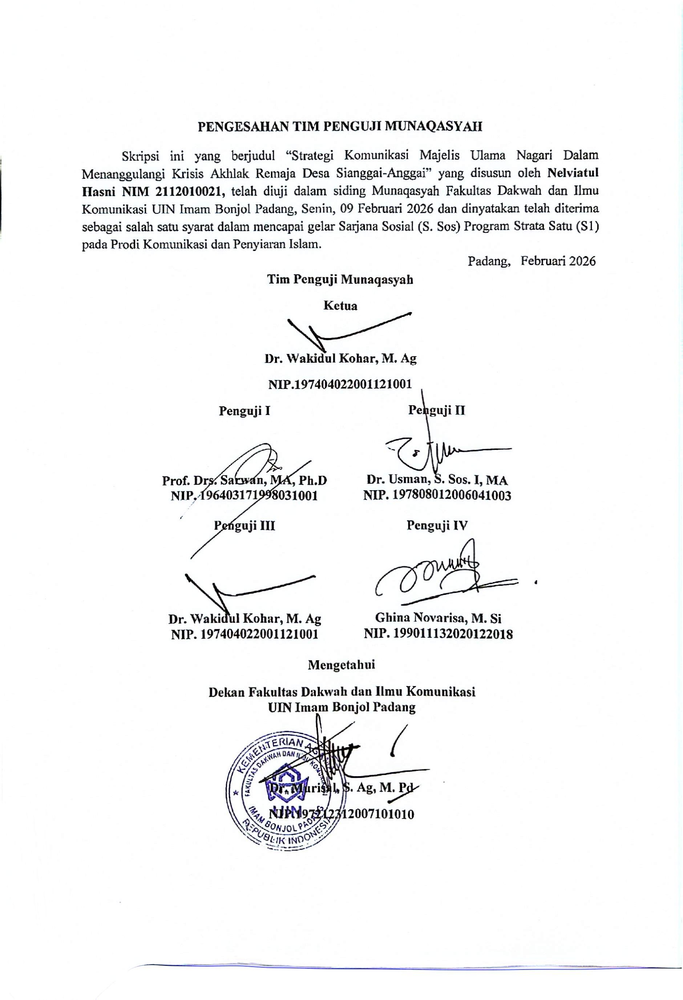 PENGESAHAN TIM PENGUJI MUNAQASYAH
Skripsi ini yang berjudul “Strategi Komunikasi Majelis Ulama Nagari Dalam
Menanggulangi Krisis Akhlak Remaja Desa Sianggai-Anggai” yang disusun oleh Nelviatul
Hasni NIM 2112010021, telah diuji dalam siding Munaqasyah Fakultas Dakwah dan Ilmu
Komunikasi UIN Imam Bonjol Padang, Senin, 09 Februari 2026 dan dinyatakan telah diterima
sebagai salah satu syarat dalam mencapai gelar Sarjana Sosial (S. Sos) Program Strata Satu (S1)
pada Prodi Komunikasi dan Penyiaran Islam.
Padang, Februari 2026
Tim Penguji Munaqasyah
Ketua
Dr. Wakidul Kohar, M. Ag
NIP.197404022001121001
Penguji I
Penguji II
Prof. Drs. Sarwan, MA, Ph.D
Dr. Usman, S. Sos. I, MA
NIP. 196403171998031001
NIP. 197808012006041003
Penguji III
Penguji IV
Dr. Wakidul Kohar, M. Ag
Ghina Novarisa, M. Si
NIP. 197404022001121001
NIP. 199011132020122018
Mengetahui
Dekan Fakultas Dakwah dan Ilmu Komunikasi
UIN Imam Bonjol Padang
KEMENTERIAN AGAMA
FAKULTAS DAKWAH DAN ILMU KOMUNIKASI
Dr. Murisal, S. Ag, M. Pd
UIN
NIP.197212312007101010
IMAM BONJOL PADANG
REPUBLIK INDONESIA